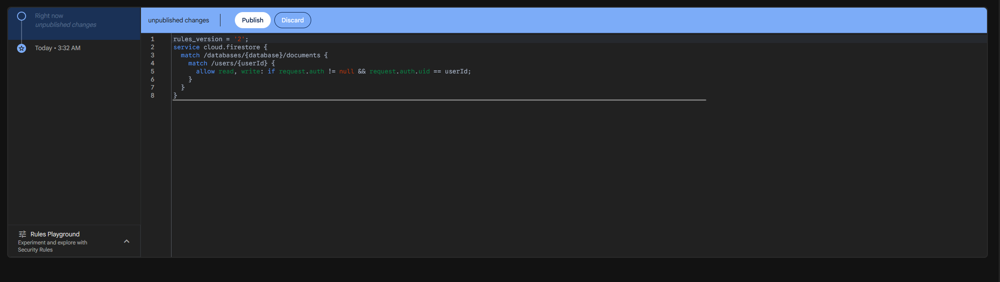 Right now
unpublished changes
Today • 3:32 AM
unpublished changes
Publish
Discard
1 rules_version = '2';
2 service cloud.firestore {
3   match /databases/{database}/documents {
4     match /users/{userId} {
5       allow read, write: if request.auth != null && request.auth.uid == userId;
6     }
7   }
8 }
Rules Playground
Experiment and explore with
Security Rules